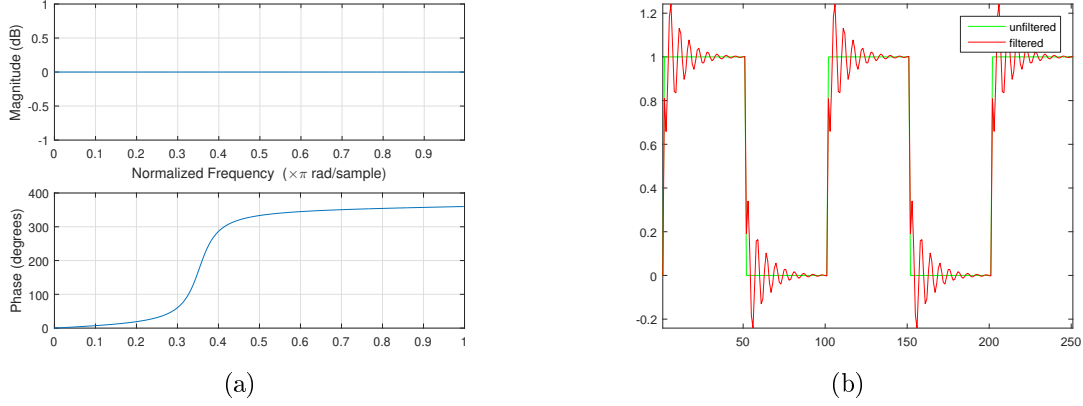 Magnitude (dB)
1
0.5
0
-0.5
-1
0 0.1 0.2 0.3 0.4 0.5 0.6 0.7 0.8 0.9 1
Normalized Frequency (×π rad/sample)
Phase (degrees)
400
300
200
100
0
0 0.1 0.2 0.3 0.4 0.5 0.6 0.7 0.8 0.9 1
(a)
1.2
1
0.8
0.6
0.4
0.2
0
-0.2
50 100 150 200 250
unfiltered
filtered
(b)